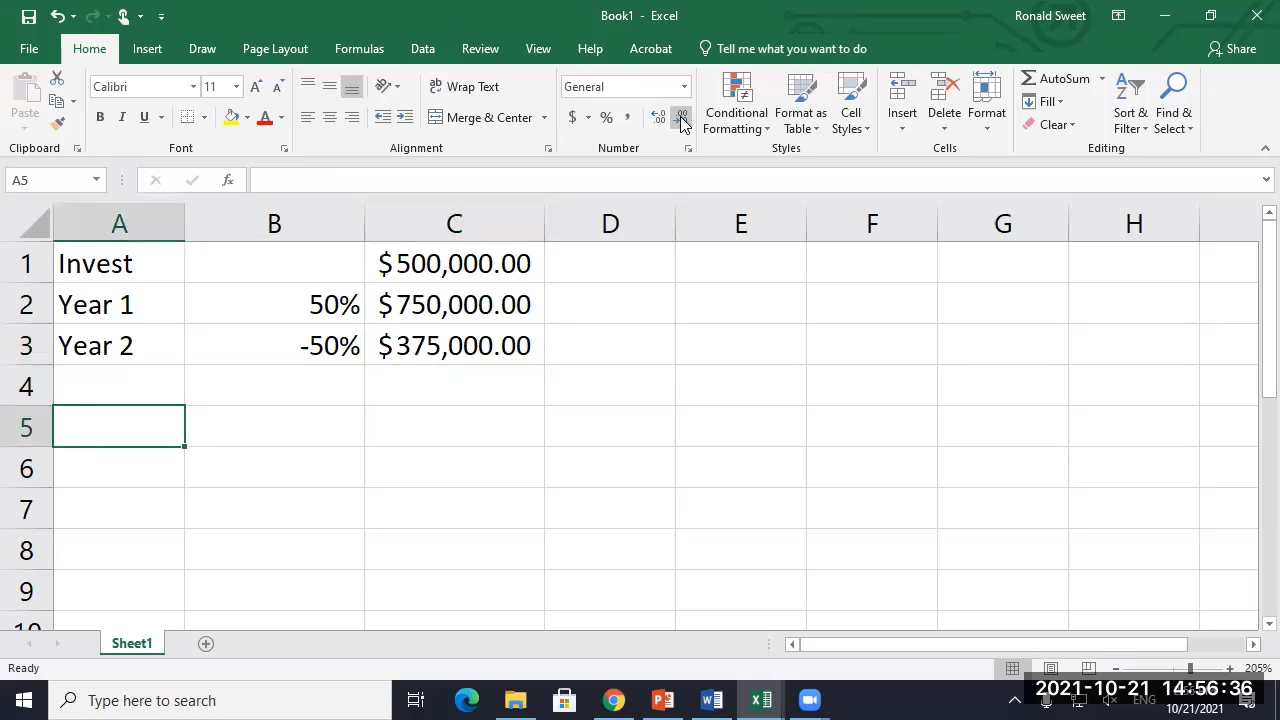 Book1 - Excel
Ronald Sweet
File Home Insert Draw Page Layout Formulas Data Review View Help Acrobat Tell me what you want to do Share
Paste
Calibri 11
B I U A
Wrap Text
Merge & Center
General
$ % ,
Conditional Formatting
Format as Table
Cell Styles
Insert Delete Format
AutoSum
Fill
Clear
Sort & Filter
Find & Select
Clipboard Font Alignment Number Styles Cells Editing
A5 fx
A B C D E F G H
1 Invest $500,000.00
2 Year 1 50% $750,000.00
3 Year 2 -50% $375,000.00
4
5
6
7
8
9
10
Sheet1
Ready 205%
Type here to search
2021-10-21 14:56:36
ENG
10/21/2021